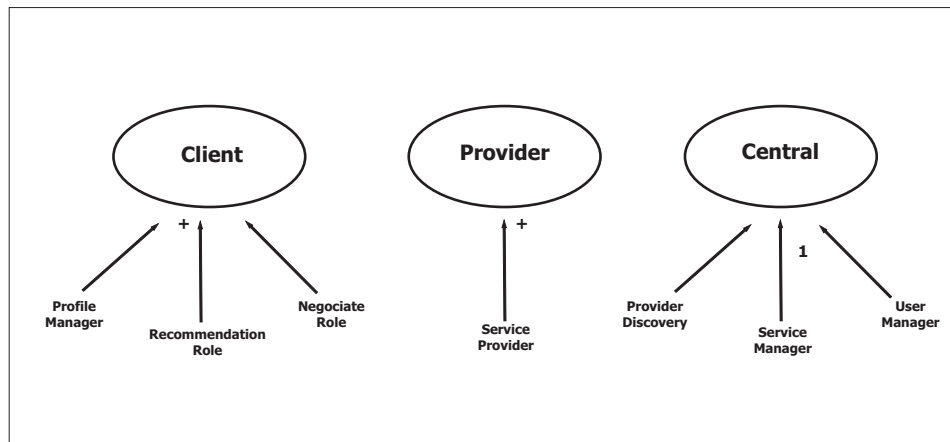 Client
Provider
Central
+
+
1
Profile
Manager
Recommendation
Role
Negociate
Role
Service
Provider
Provider
Discovery
Service
Manager
User
Manager